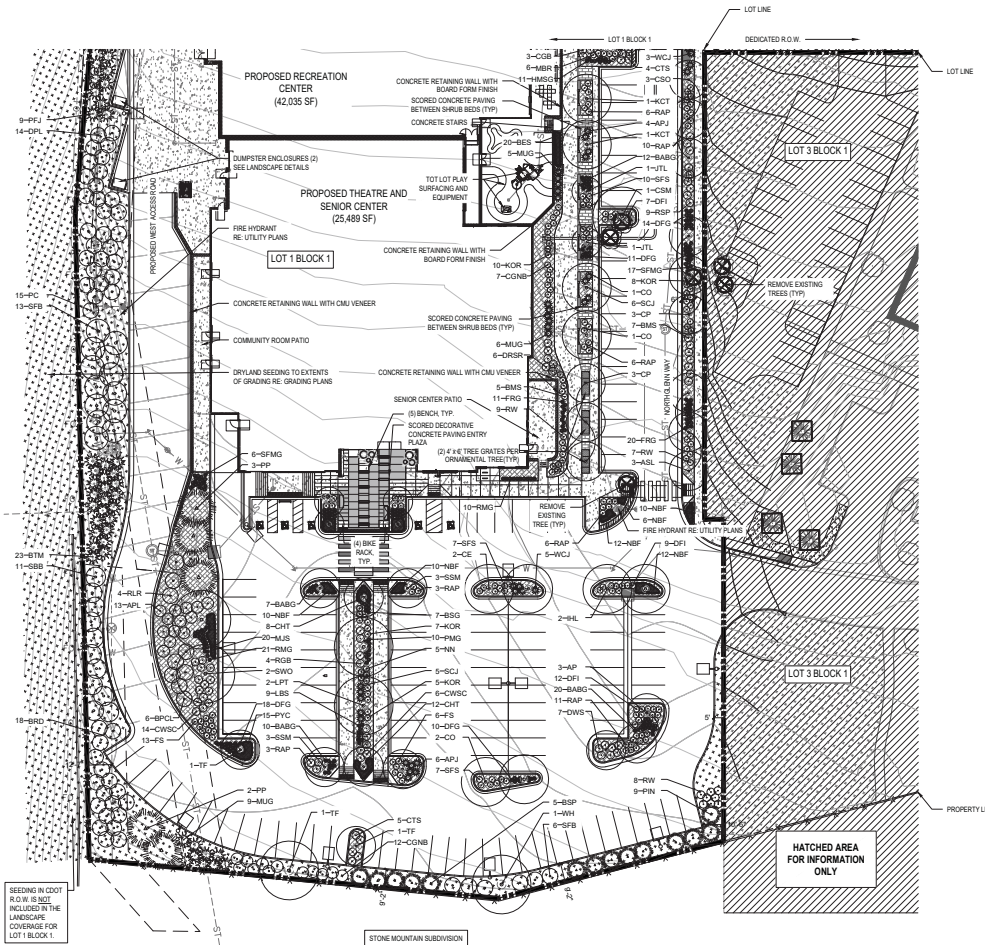 LOT LINE
LOT 1 BLOCK 1
DEDICATED R.O.W.
LOT LINE
3-CGB
6-MBR
11-HMSG
3-WCJ
4-CTS
3-CSO
PROPOSED RECREATION
CENTER
(42,035 SF)
CONCRETE RETAINING WALL WITH
BOARD FORM FINISH
SCORED CONCRETE PAVING
BETWEEN SHRUB BEDS (TYP)
CONCRETE STAIRS
1-KCT
6-RAP
4-APJ
1-KCT
10-RAP
12-BABG
1-JTL
10-SFS
1-CSM
7-DFI
9-RSP
14-DFG
9-PFJ
14-DPL
20-BES
5-MUG
LOT 3 BLOCK 1
DUMPSTER ENCLOSURES (2)
SEE LANDSCAPE DETAILS
TOT LOT PLAY
SURFACING AND
EQUIPMENT
PROPOSED THEATRE AND
SENIOR CENTER
(25,489 SF)
PROPOSED WEST ACCESS ROAD
FIRE HYDRANT
RE: UTILITY PLANS
LOT 1 BLOCK 1
CONCRETE RETAINING WALL WITH
BOARD FORM FINISH
10-KOR
7-CGNB
1-JTL
11-DFG
17-SFMG
8-KOR
1-CO
6-SCJ
3-CP
7-BMS
1-CO
REMOVE EXISTING
TREES (TYP)
15-PC
13-SFB
CONCRETE RETAINING WALL WITH CMU VENEER
SCORED CONCRETE PAVING
BETWEEN SHRUB BEDS (TYP)
COMMUNITY ROOM PATIO
6-MUG
6-DRSR
6-RAP
3-CP
NORTHGLENN WAY
ST
DRYLAND SEEDING TO EXTENTS
OF GRADING RE: GRADING PLANS
CONCRETE RETAINING WALL WITH CMU VENEER
5-BMS
11-FRG
9-RW
SENIOR CENTER PATIO
(5) BENCH, TYP.
SCORED DECORATIVE
CONCRETE PAVING ENTRY
PLAZA
(2) 4' x 6' TREE GRATES PER
ORNAMENTAL TREE(TYP)
20-FRG
7-RW
3-ASL
6-SFMG
3-PP
10-RMG
REMOVE
EXISTING
TREE (TYP)
10-NBF
6-NBF
FIRE HYDRANT RE: UTILITY PLANS
(4) BIKE
RACK,
TYP.
7-SFS
2-CE
6-RAP
5-WCJ
12-NBF
9-DFI
12-NBF
23-BTM
11-SBB
4-RLR
13-APL
10-NBF
3-SSM
3-RAP
7-BABG
10-NBF
8-CHT
20-MJS
21-RMG
4-RGB
2-SWO
2-LPT
9-LBS
18-DFG
15-PYC
10-BABG
3-SSM
3-RAP
7-BSG
7-KOR
10-PMG
5-NN
5-SCJ
5-KOR
6-CWSC
12-CHT
6-FS
10-DFG
2-CO
6-APJ
7-SFS
2-IHL
3-AP
12-DFI
20-BABG
11-RAP
7-DWS
LOT 3 BLOCK 1
5'
18-BRD
6-BPCL
14-CWSC
13-FS
1-TF
2-PP
9-MUG
1-TF
5-CTS
1-TF
12-CGNB
5-BSP
1-WH
6-SFB
8-RW
9-PIN
PROPERTY LI
HATCHED AREA
FOR INFORMATION
ONLY
SEEDING IN CDOT
R.O.W. IS NOT
INCLUDED IN THE
LANDSCAPE
COVERAGE FOR
LOT 1 BLOCK 1.
ST
STONE MOUNTAIN SUBDIVISION